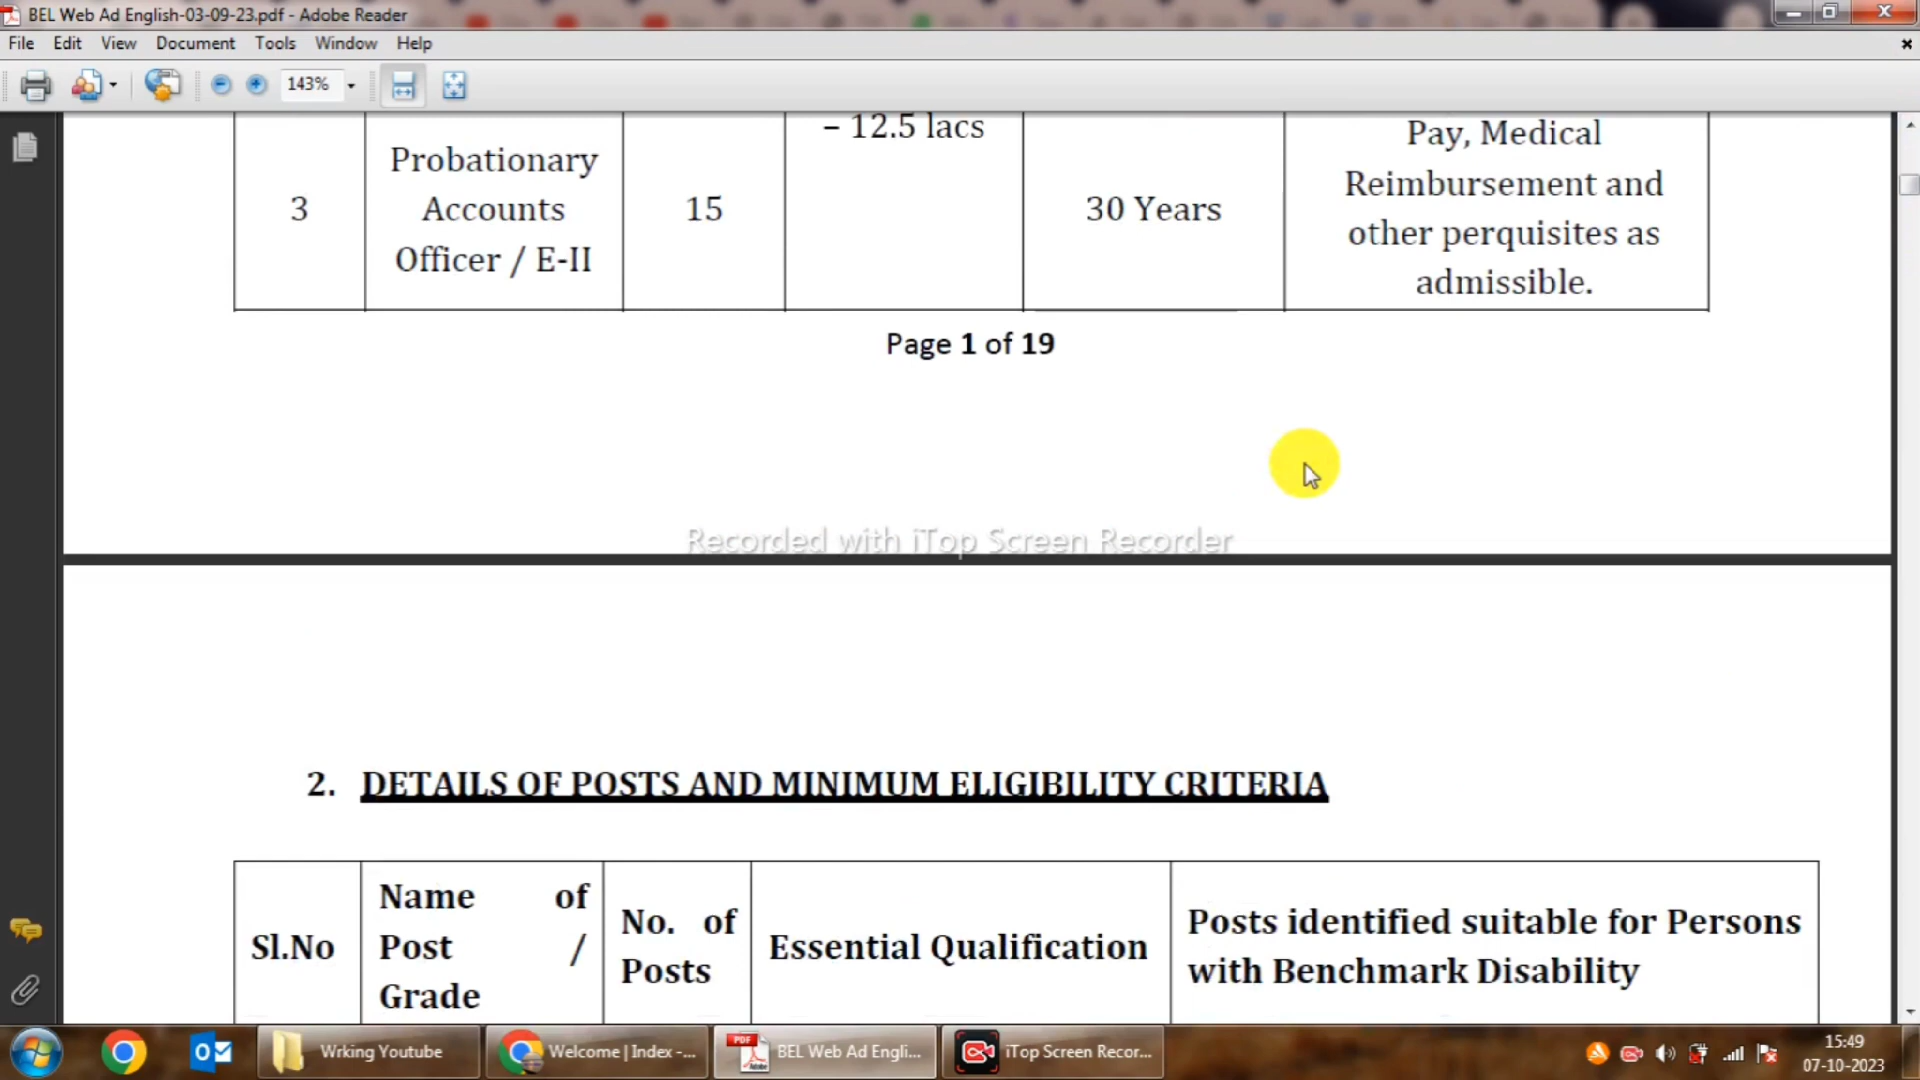 BEL Web Ad English-03-09-23.pdf - Adobe Reader
File Edit View Document Tools Window Help
143%
– 12.5 lacs
3
Probationary
Accounts
Officer / E-II
15
30 Years
Pay, Medical
Reimbursement and
other perquisites as
admissible.
Page 1 of 19
Recorded with iTop Screen Recorder
2. DETAILS OF POSTS AND MINIMUM ELIGIBILITY CRITERIA
Sl.No
Name of
Post /
Grade
No. of
Posts
Essential Qualification
Posts identified suitable for Persons
with Benchmark Disability
Wrking Youtube
Welcome | Index -...
PDF
BEL Web Ad Engli...
iTop Screen Recor...
15:49
07-10-2023